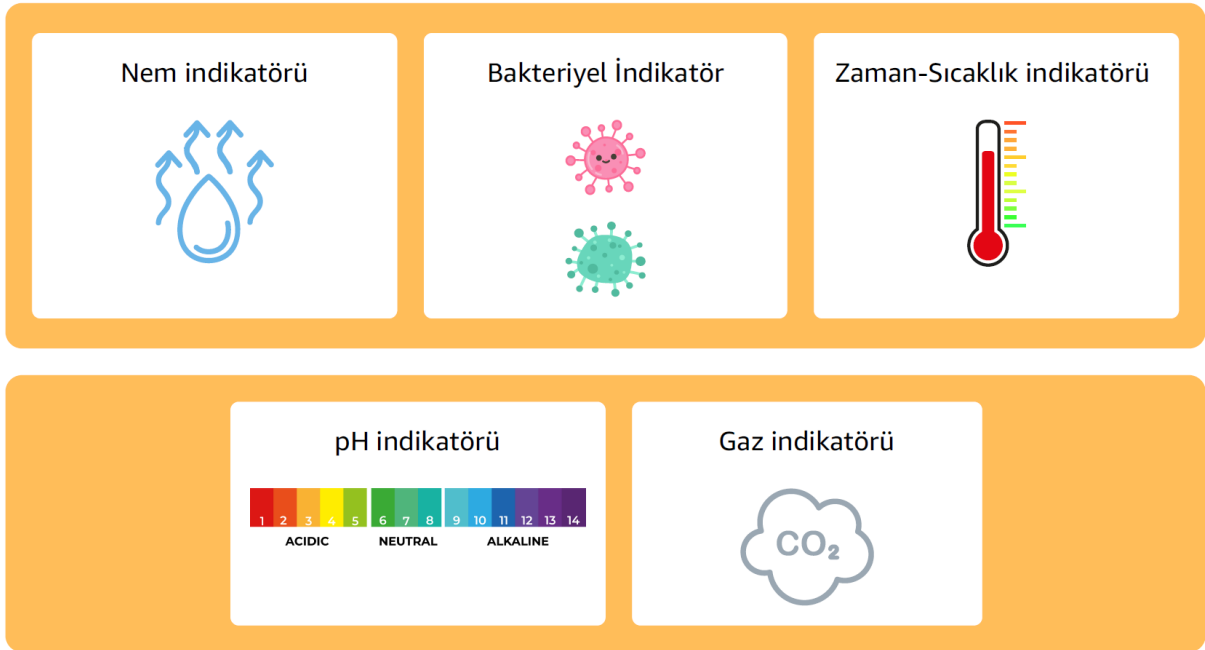 Nem indikatörü
Bakteriyel İndikatör
Zaman-Sıcaklık indikatörü
pH indikatörü
Gaz indikatörü
1 2 3 4 5 6 7 8 9 10 11 12 13 14
ACIDIC NEUTRAL ALKALINE
CO₂